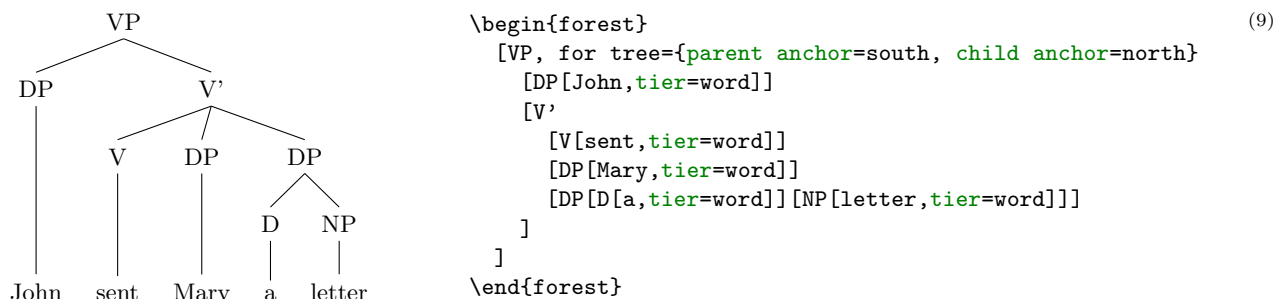 VP
DP V'
V DP DP
D NP
John sent Mary a letter
\begin{forest}
[VP, for tree={parent anchor=south, child anchor=north}
[DP[John,tier=word]]
[V'
[V[sent,tier=word]]
[DP[Mary,tier=word]]
[DP[D[a,tier=word]][NP[letter,tier=word]]]
]
]
\end{forest}
(9)